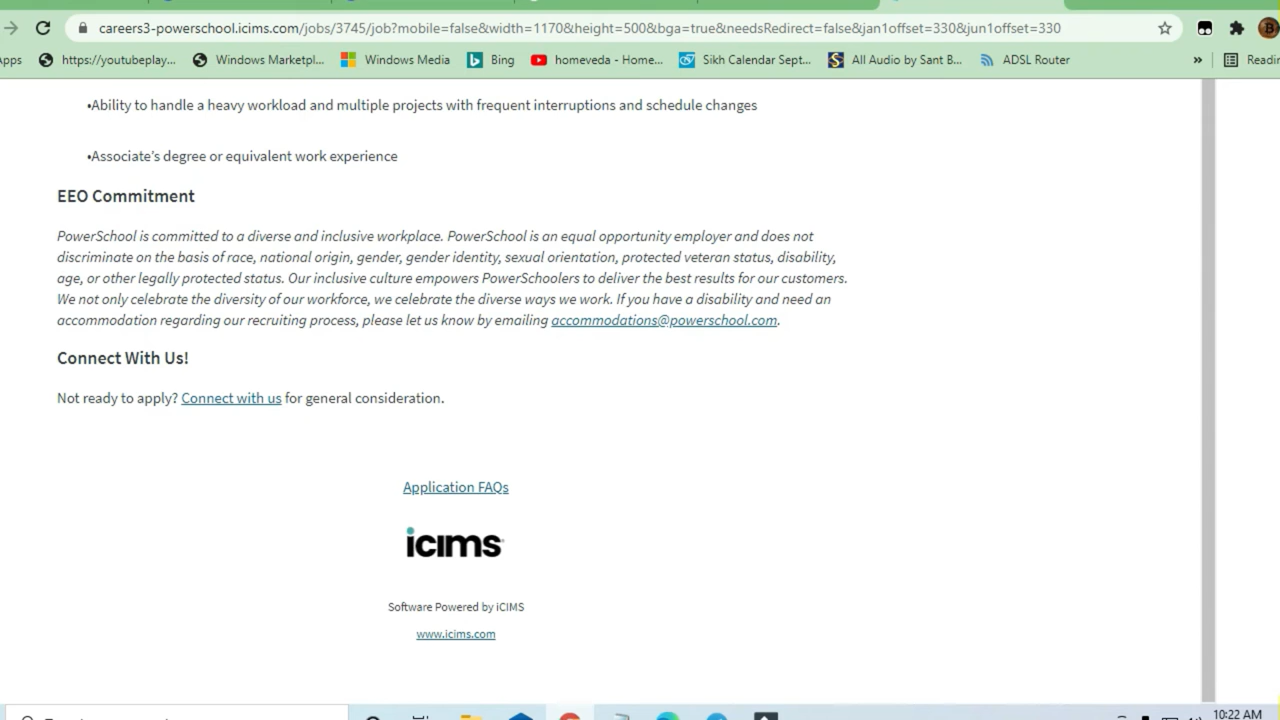 careers3-powerschool.icims.com/jobs/3745/job?mobile=false&width=1170&height=500&bga=true&needsRedirect=false&jan1offset=330&jun1offset=330
https://youtubeplay... Windows Marketpl... Windows Media Bing homeveda - Home... Sikh Calendar Sept... All Audio by Sant B... ADSL Router »
•Ability to handle a heavy workload and multiple projects with frequent interruptions and schedule changes
•Associate’s degree or equivalent work experience
EEO Commitment
PowerSchool is committed to a diverse and inclusive workplace. PowerSchool is an equal opportunity employer and does not
discriminate on the basis of race, national origin, gender, gender identity, sexual orientation, protected veteran status, disability,
age, or other legally protected status. Our inclusive culture empowers PowerSchoolers to deliver the best results for our customers.
We not only celebrate the diversity of our workforce, we celebrate the diverse ways we work. If you have a disability and need an
accommodation regarding our recruiting process, please let us know by emailing accommodations@powerschool.com.
Connect With Us!
Not ready to apply? Connect with us for general consideration.
Application FAQs
icims
Software Powered by iCIMS
www.icims.com
10:22 AM